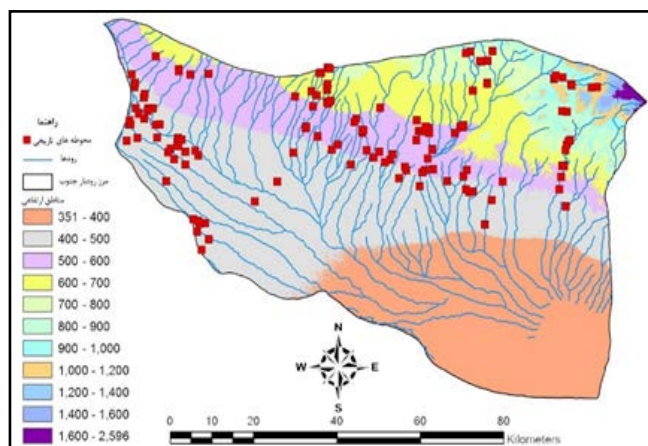 راهنما
محوطه های تاریخی
رودها
مرز رودبار جنوب
مناطق ارتفاعی
351 - 400
400 - 500
500 - 600
600 - 700
700 - 800
800 - 900
900 - 1,000
1,000 - 1,200
1,200 - 1,400
1,400 - 1,600
1,600 - 2,596
N
W E
S
0 10 20 40 60 80
Kilometers